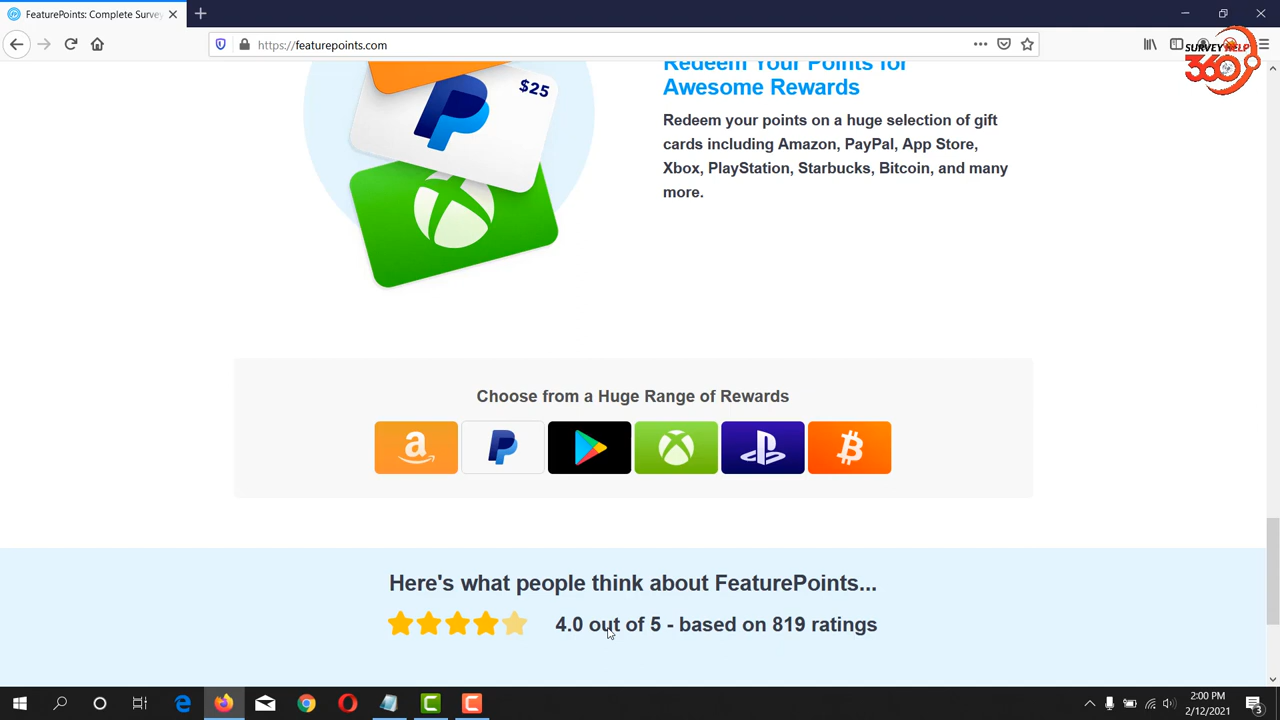 FeaturePoints: Complete Survey
https://featurepoints.com
SURVEYHELP
360°
$25
Redeem Your Points for
Awesome Rewards
Redeem your points on a huge selection of gift
cards including Amazon, PayPal, App Store,
Xbox, PlayStation, Starbucks, Bitcoin, and many
more.
Choose from a Huge Range of Rewards
Here's what people think about FeaturePoints...
4.0 out of 5 - based on 819 ratings
2:00 PM
2/12/2021
3